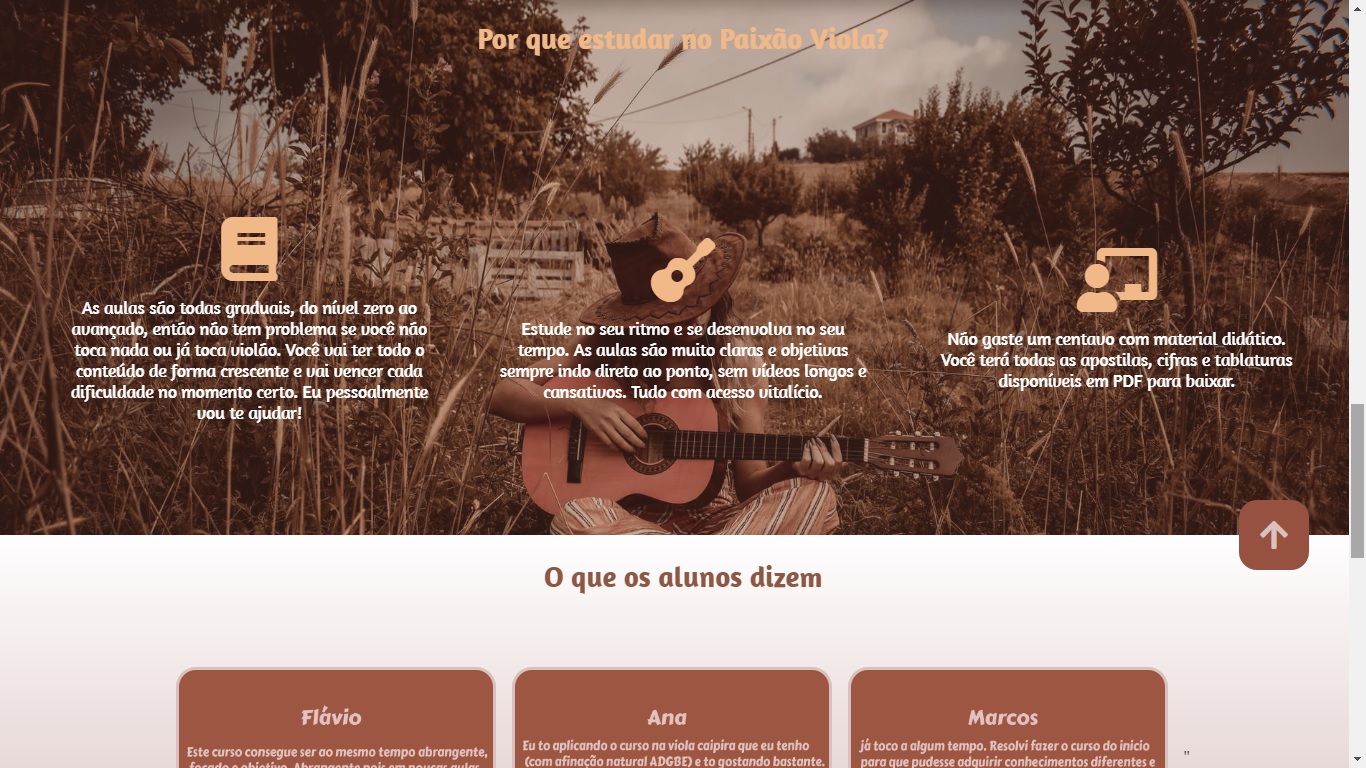 Por que estudar no Paixão Viola?
As aulas são todas graduais, do nível zero ao
avançado, então não tem problema se você não
toca nada ou já toca violão. Você vai ter todo o
conteúdo de forma crescente e vai vencer cada
dificuldade no momento certo. Eu pessoalmente
vou te ajudar!
Estude no seu ritmo e se desenvolva no seu
tempo. As aulas são muito claras e objetivas
sempre indo direto ao ponto, sem vídeos longos e
cansativos. Tudo com acesso vitalício.
Não gaste um centavo com material didático.
Você terá todas as apostilas, cifras e tablaturas
disponíveis em PDF para baixar.
O que os alunos dizem
Flávio
Este curso consegue ser ao mesmo tempo abrangente,
focado e objetivo. Abrangente pois em poucas aulas
Ana
Eu to aplicando o curso na viola caipira que eu tenho
(com afinação natural ADGBE) e to gostando bastante.
Marcos
já toco a algum tempo. Resolvi fazer o curso do inicio
para que pudesse adquirir conhecimentos diferentes e
"